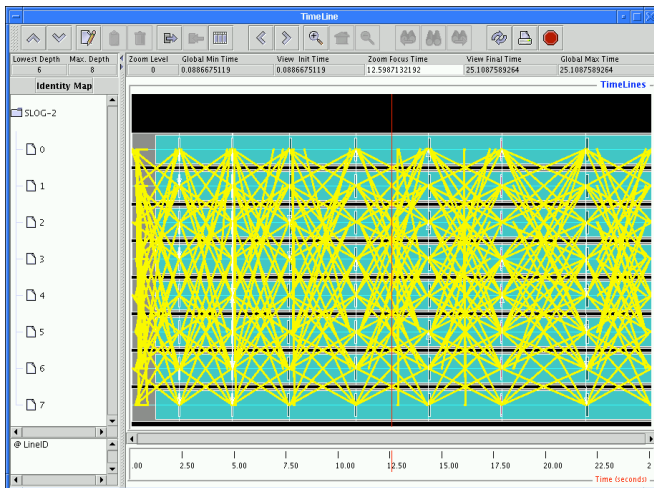 TimeLine
Lowest Depth Max. Depth Zoom Level Global Min Time View Init Time Zoom Focus Time View Final Time Global Max Time
6 8 0 0.0886675119 0.0886675119 12.5987132192 25.1087589264 25.1087589264
Identity Map
TimeLines
SLOG-2
0
1
2
3
4
5
6
7
@ LineID
.00 2.50 5.00 7.50 10.00 12.50 15.00 17.50 20.00 22.50 2
Time (seconds)